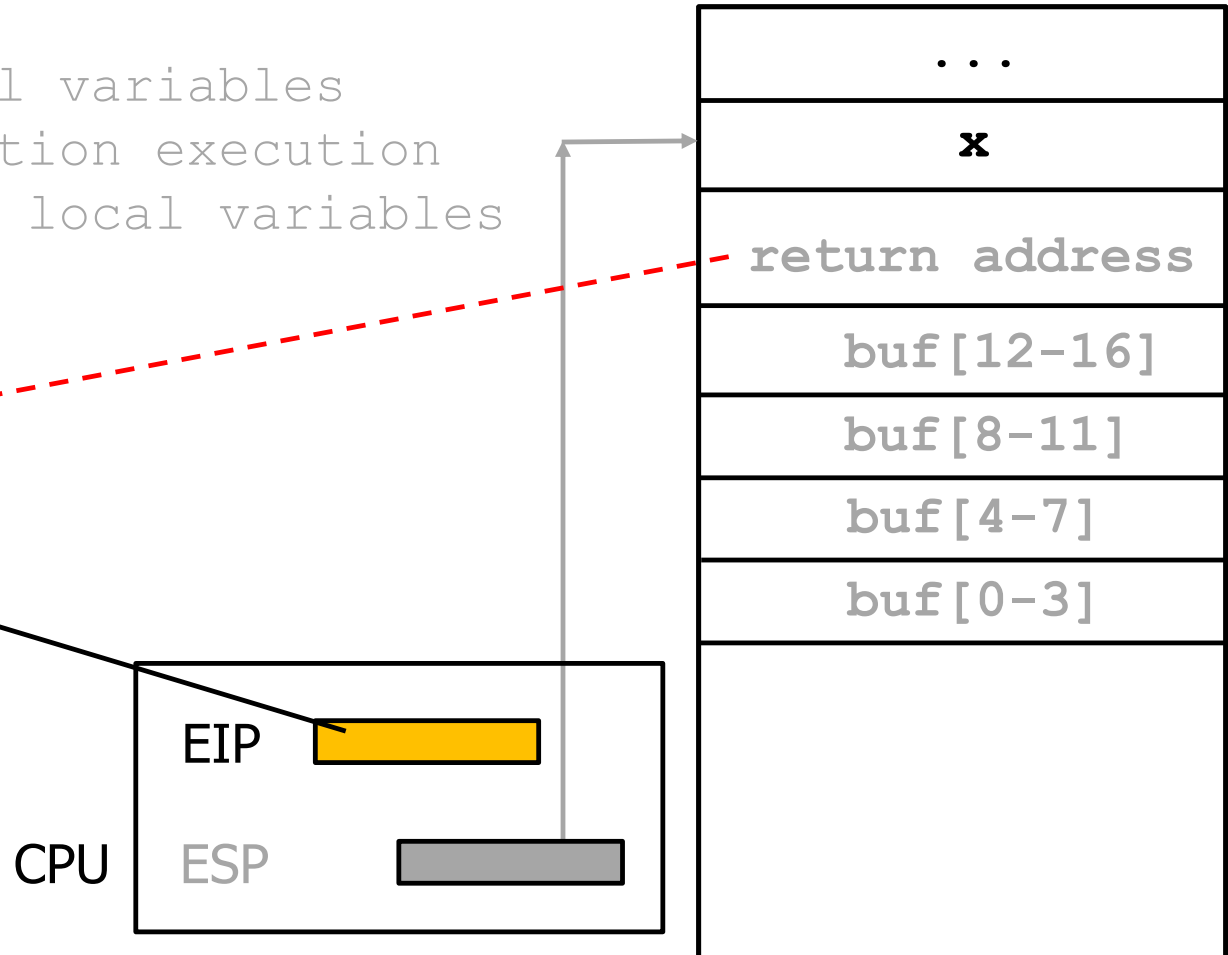 l variables
tion execution
local variables
...
x
return address
buf[12-16]
buf[8-11]
buf[4-7]
buf[0-3]
EIP
CPU ESP